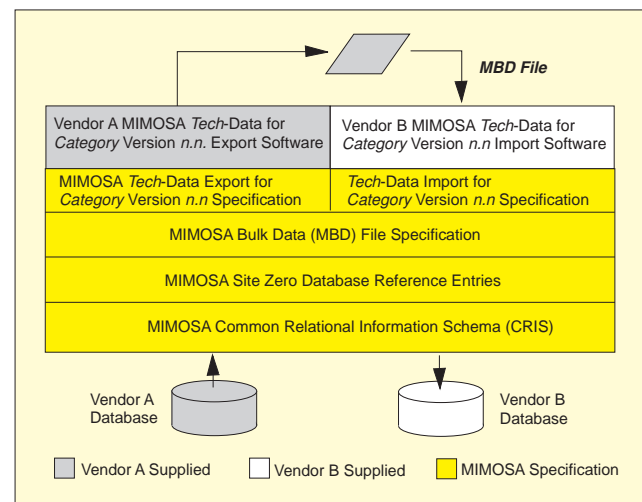 MBD File
Vendor A MIMOSA Tech-Data for
Category Version n.n. Export Software
Vendor B MIMOSA Tech-Data for
Category Version n.n Import Software
MIMOSA Tech-Data Export for
Category Version n.n Specification
Tech-Data Import for
Category Version n.n Specification
MIMOSA Bulk Data (MBD) File Specification
MIMOSA Site Zero Database Reference Entries
MIMOSA Common Relational Information Schema (CRIS)
Vendor A
Database
Vendor B
Database
Vendor A Supplied
Vendor B Supplied
MIMOSA Specification